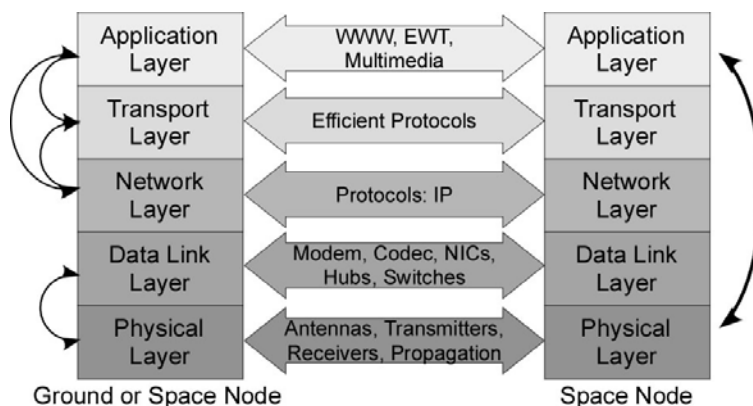 Application
Layer
WWW, EWT,
Multimedia
Application
Layer
Transport
Layer
Efficient Protocols
Transport
Layer
Network
Layer
Protocols: IP
Network
Layer
Data Link
Layer
Modem, Codec, NICs,
Hubs, Switches
Data Link
Layer
Physical
Layer
Antennas, Transmitters,
Receivers, Propagation
Physical
Layer
Ground or Space Node
Space Node